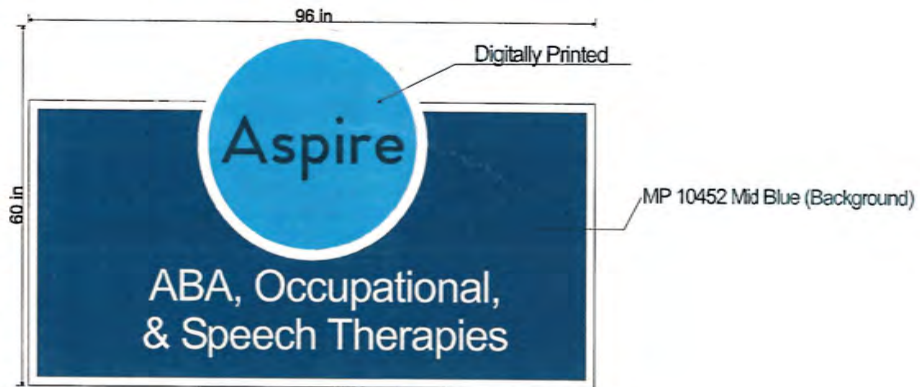 96 in
Digitally Printed
60 in
Aspire
MP 10452 Mid Blue (Background)
ABA, Occupational,
& Speech Therapies